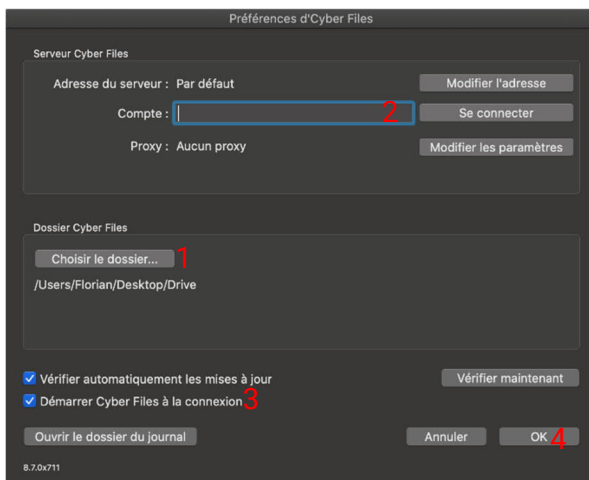 Préférences d'Cyber Files
Serveur Cyber Files
Adresse du serveur : Par défaut Modifier l'adresse
Compte : 2 Se connecter
Proxy : Aucun proxy Modifier les paramètres
Dossier Cyber Files
Choisir le dossier... 1
/Users/Florian/Desktop/Drive
Vérifier automatiquement les mises à jour Vérifier maintenant
Démarrer Cyber Files à la connexion 3
Ouvrir le dossier du journal Annuler OK 4
8.7.0x711